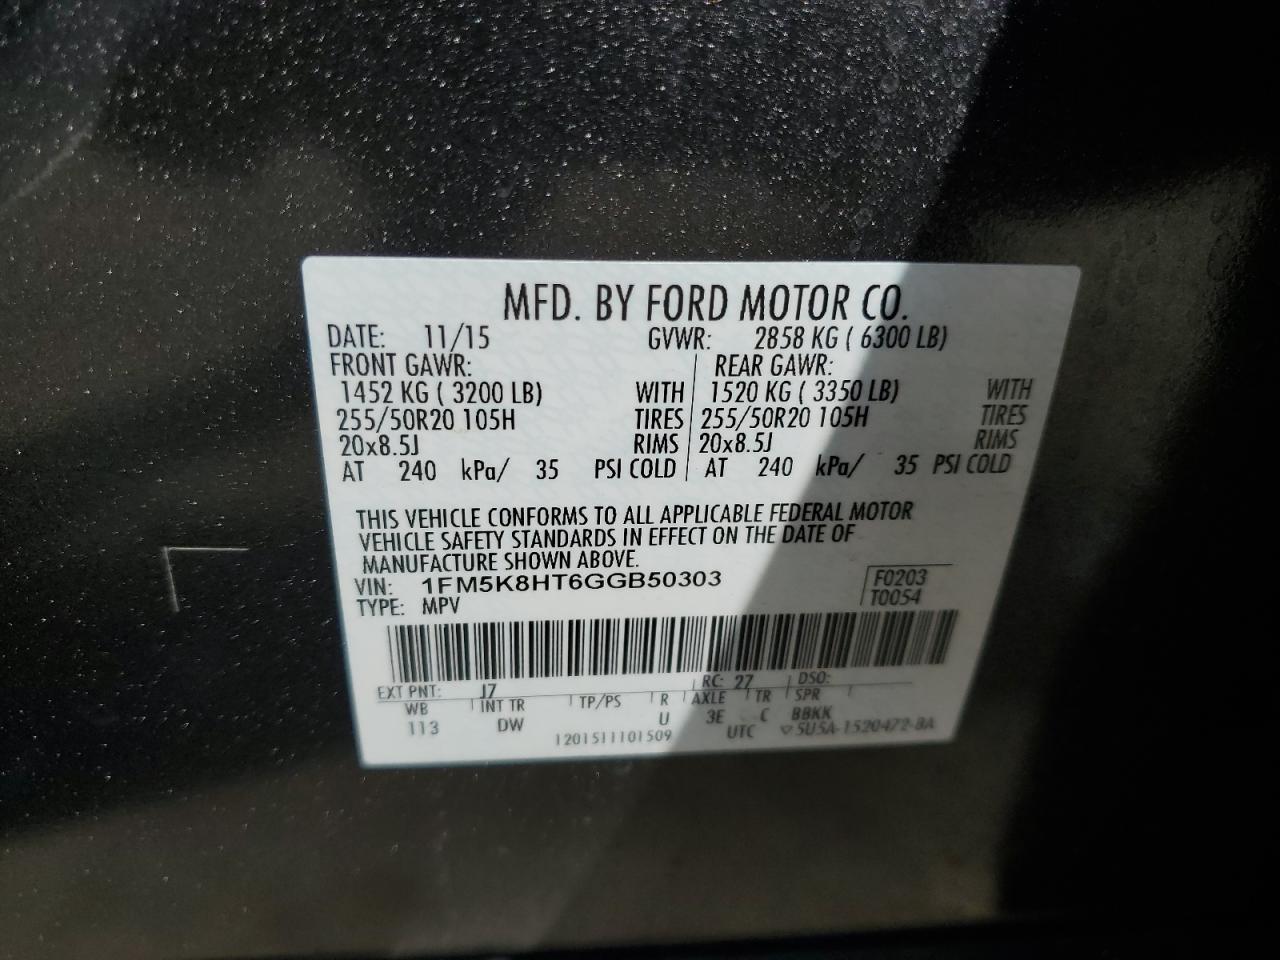 MFD. BY FORD MOTOR CO.
DATE: 11/15 GVWR: 2858 KG ( 6300 LB)
FRONT GAWR: REAR GAWR:
1452 KG ( 3200 LB) WITH 1520 KG ( 3350 LB) WITH
255/50R20 105H TIRES 255/50R20 105H TIRES
20x8.5J RIMS 20x8.5J RIMS
AT 240 kPa/ 35 PSI COLD AT 240 kPa/ 35 PSI COLD
THIS VEHICLE CONFORMS TO ALL APPLICABLE FEDERAL MOTOR
VEHICLE SAFETY STANDARDS IN EFFECT ON THE DATE OF
MANUFACTURE SHOWN ABOVE.
VIN: 1FM5K8HT6GGB50303 F0203
TYPE: MPV T0054
EXT PNT: J7 RC: 27 DSO:
WB INT TR TP/PS R AXLE TR SPR
113 DW U 3E C BBKK
1201511101509 UTC ▽5U5A-1520472-BA